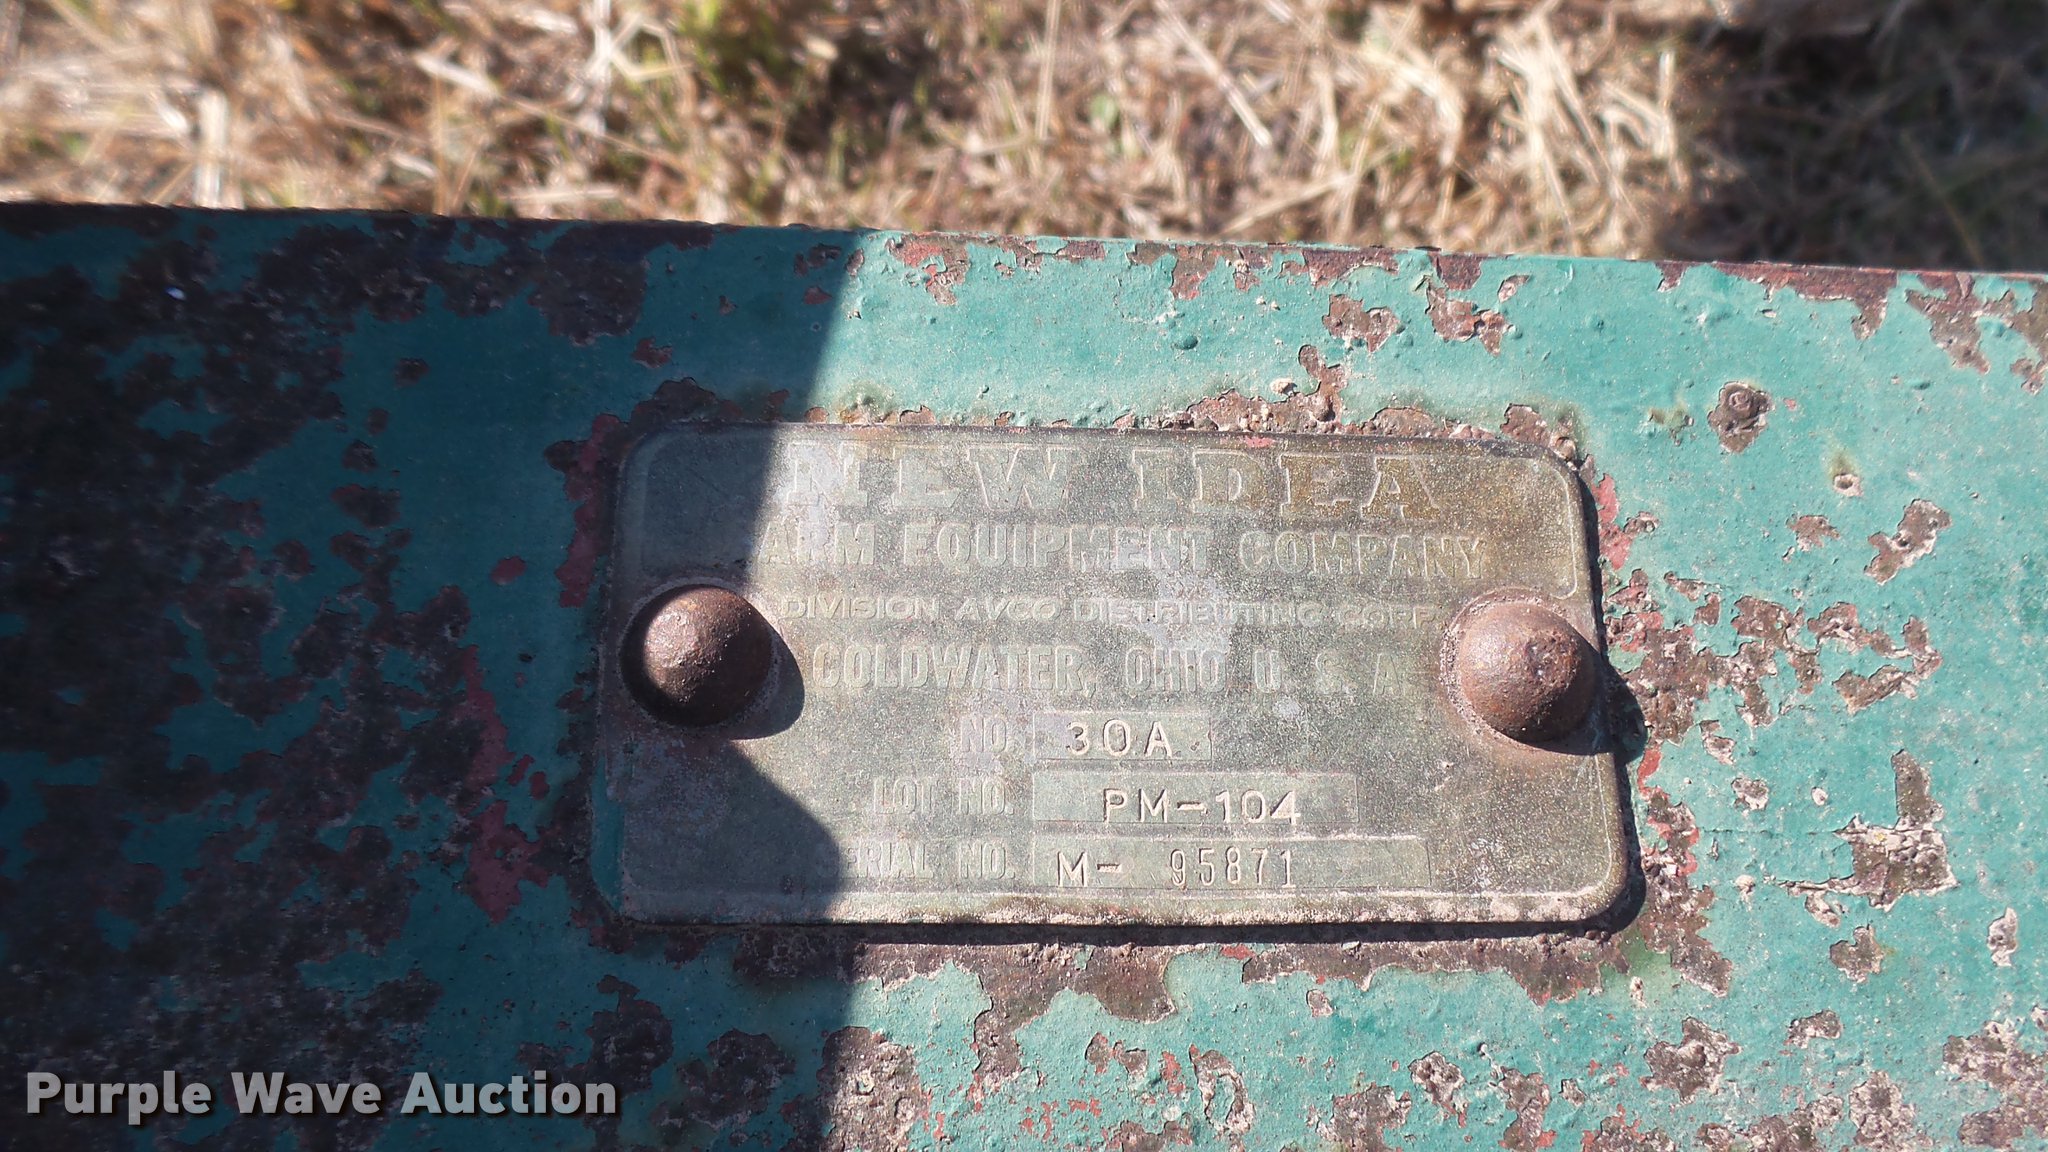 NEW IDEA
FARM EQUIPMENT COMPANY
DIVISION AVCO DISTRIBUTING CORP.
COLDWATER, OHIO U. S. A.
NO. 30A
LOT NO. PM-104
SERIAL NO. M- 95871
Purple Wave Auction